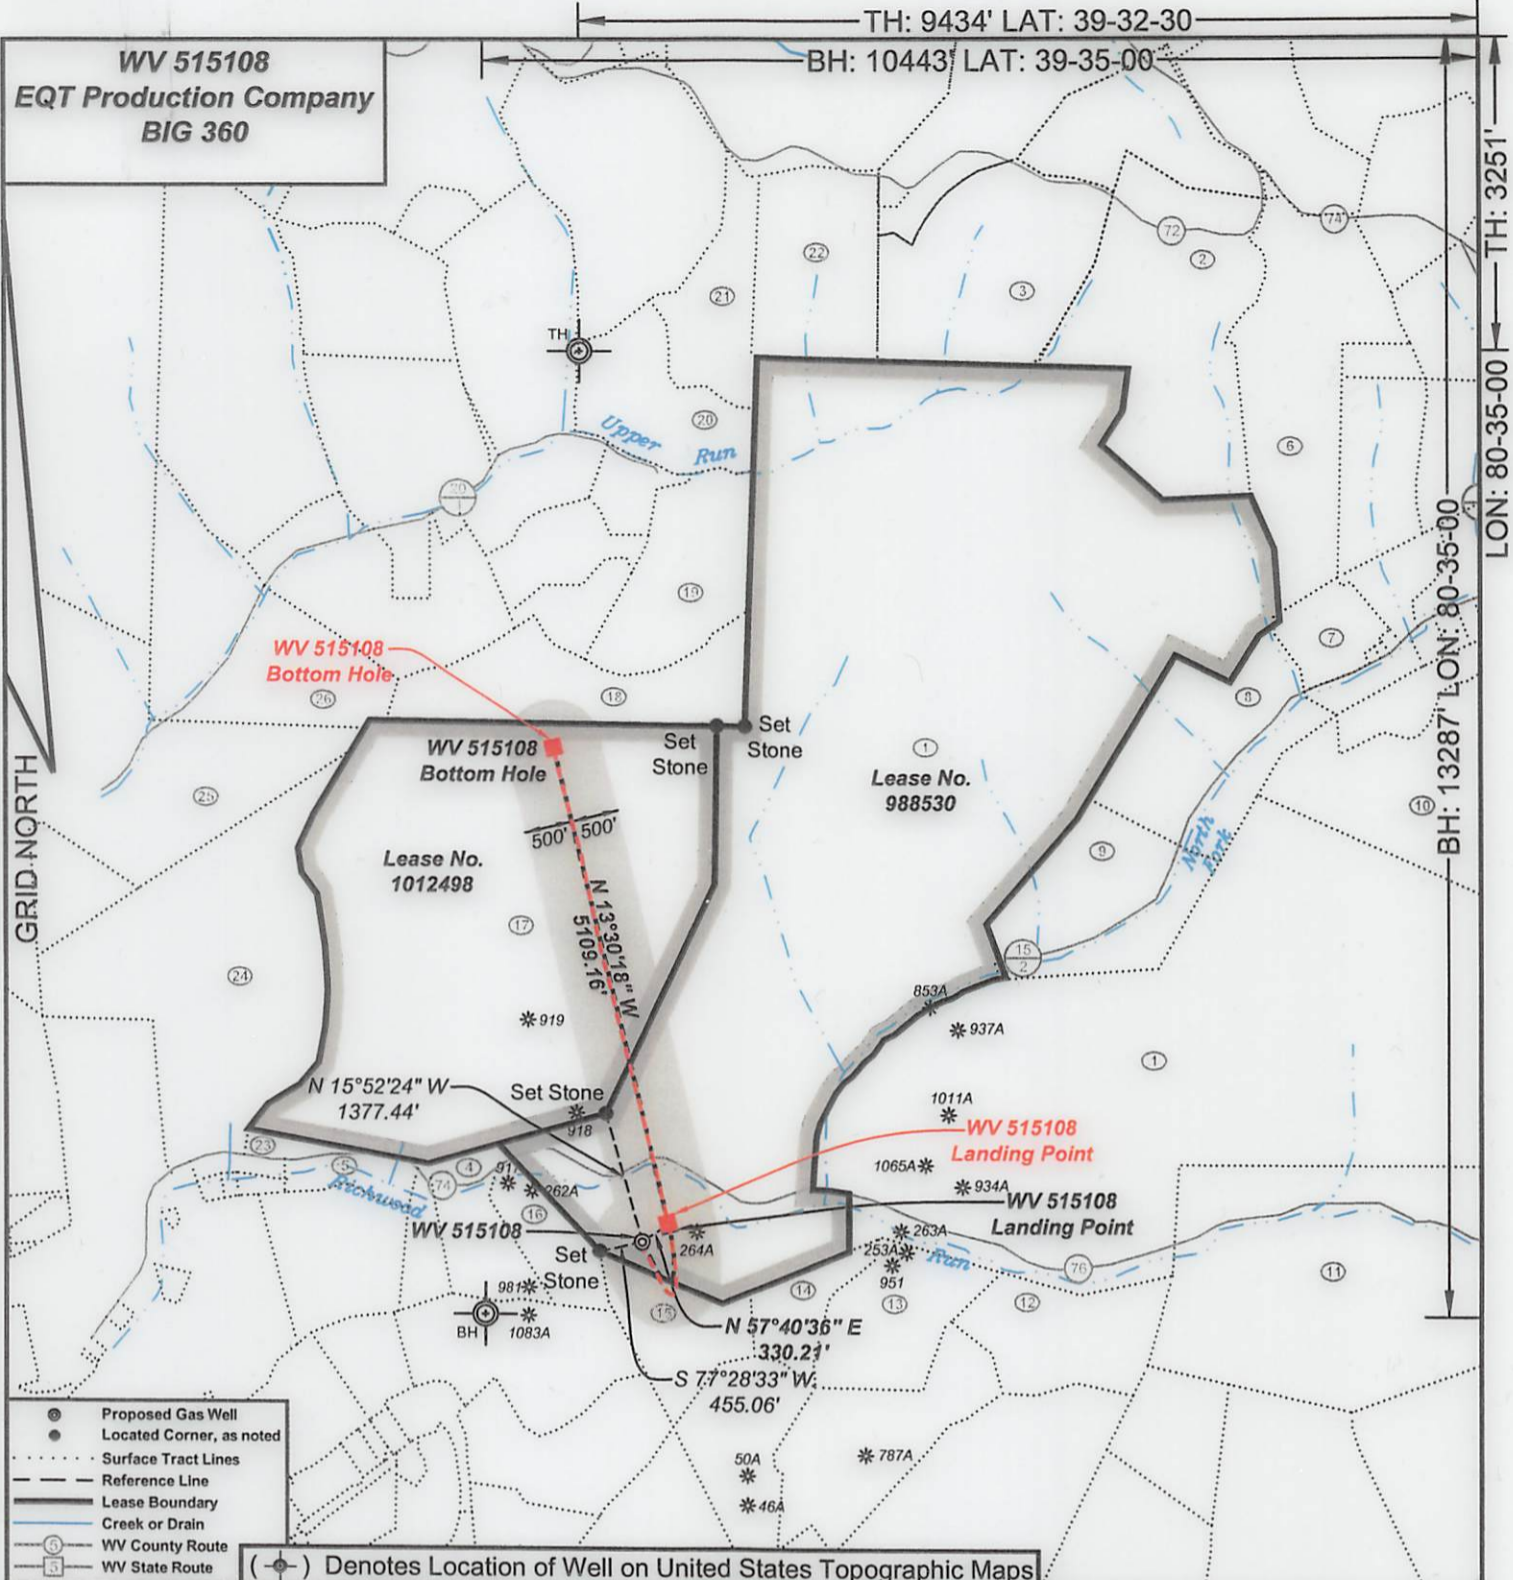 TH: 9434' LAT: 39-32-30
BH: 10443' LAT: 39-35-00
WV 515108
EQT Production Company
BIG 360
TH: 3251'
LON: 80-35-00
BH: 13287' LON: 80-35-00
74
72
2
22
3
21
TH
20
Upper
Run
6
20
1
19
7
WV 515108
Bottom Hole
26
18
8
Set
Stone
Set
Stone
WV 515108
Bottom Hole
1
Lease No.
988530
GRID NORTH
25
10
500' 500'
North
Fork
9
Lease No.
1012498
N 13°30'18" W
5109.16'
17
15
2
24
853A
919
937A
1
N 15°52'24" W
1377.44'
Set Stone
918
1011A
WV 515108
Landing Point
23
5
4
74
1065A
934A
262A
Richwood
16
WV 515108
Landing Point
WV 515108
264A
263A
253A
Run
951
76
11
Set
Stone
981
BH
1083A
15
14
13
12
N 57°40'36" E
330.21'
S 77°28'33" W
455.06'
50A
787A
46A
Proposed Gas Well
Located Corner, as noted
Surface Tract Lines
Reference Line
Lease Boundary
Creek or Drain
5 WV County Route
5 WV State Route
( ) Denotes Location of Well on United States Topographic Maps